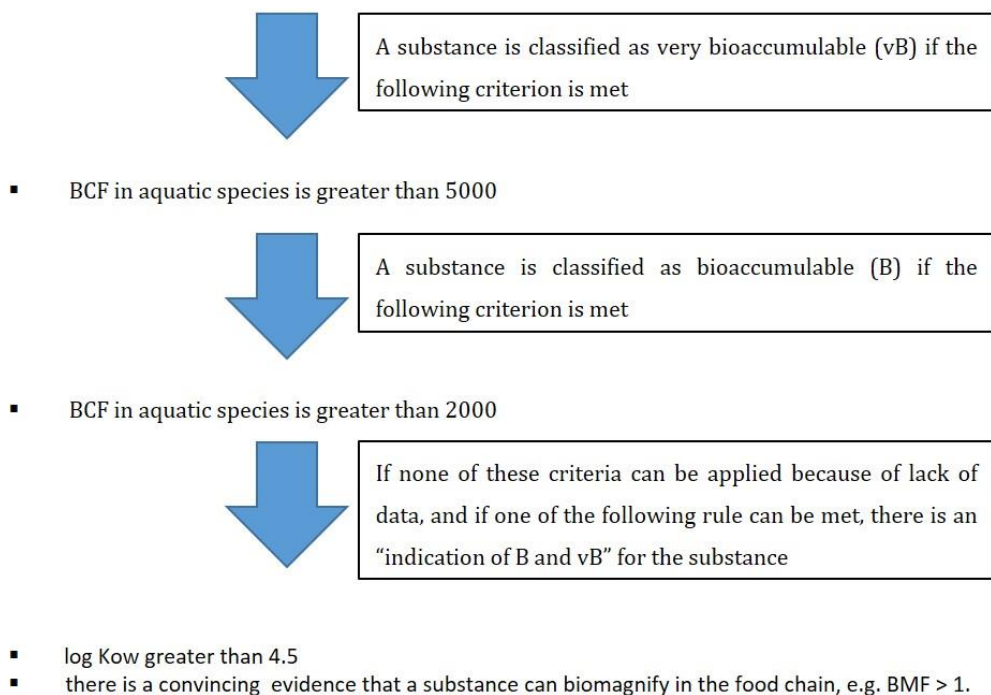 A substance is classified as very bioaccumulable (vB) if the
following criterion is met
▪ BCF in aquatic species is greater than 5000
A substance is classified as bioaccumulable (B) if the
following criterion is met
▪ BCF in aquatic species is greater than 2000
If none of these criteria can be applied because of lack of
data, and if one of the following rule can be met, there is an
“indication of B and vB” for the substance
▪ log Kow greater than 4.5
▪ there is a convincing evidence that a substance can biomagnify in the food chain, e.g. BMF > 1.